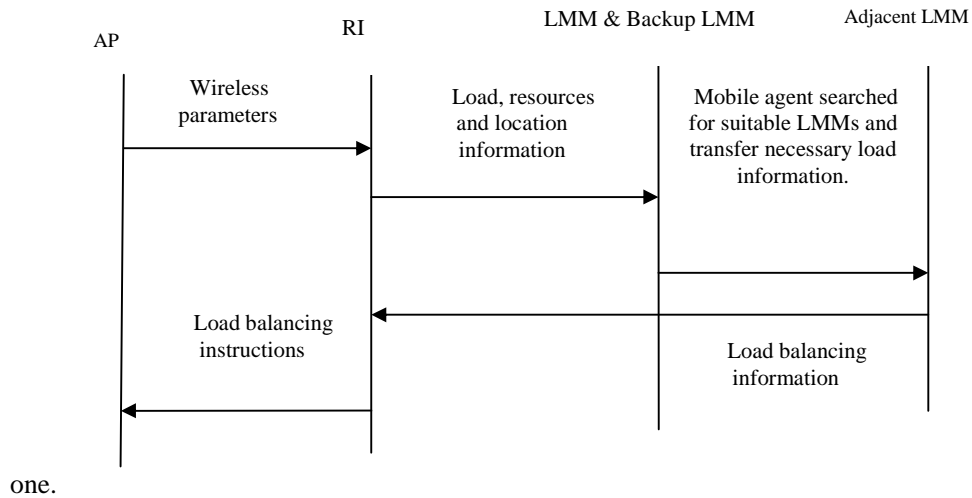 AP
RI
LMM & Backup LMM
Adjacent LMM
Wireless
parameters
Load, resources
and location
information
Mobile agent searched
for suitable LMMs and
transfer necessary load
information.
Load balancing
instructions
Load balancing
information
one.